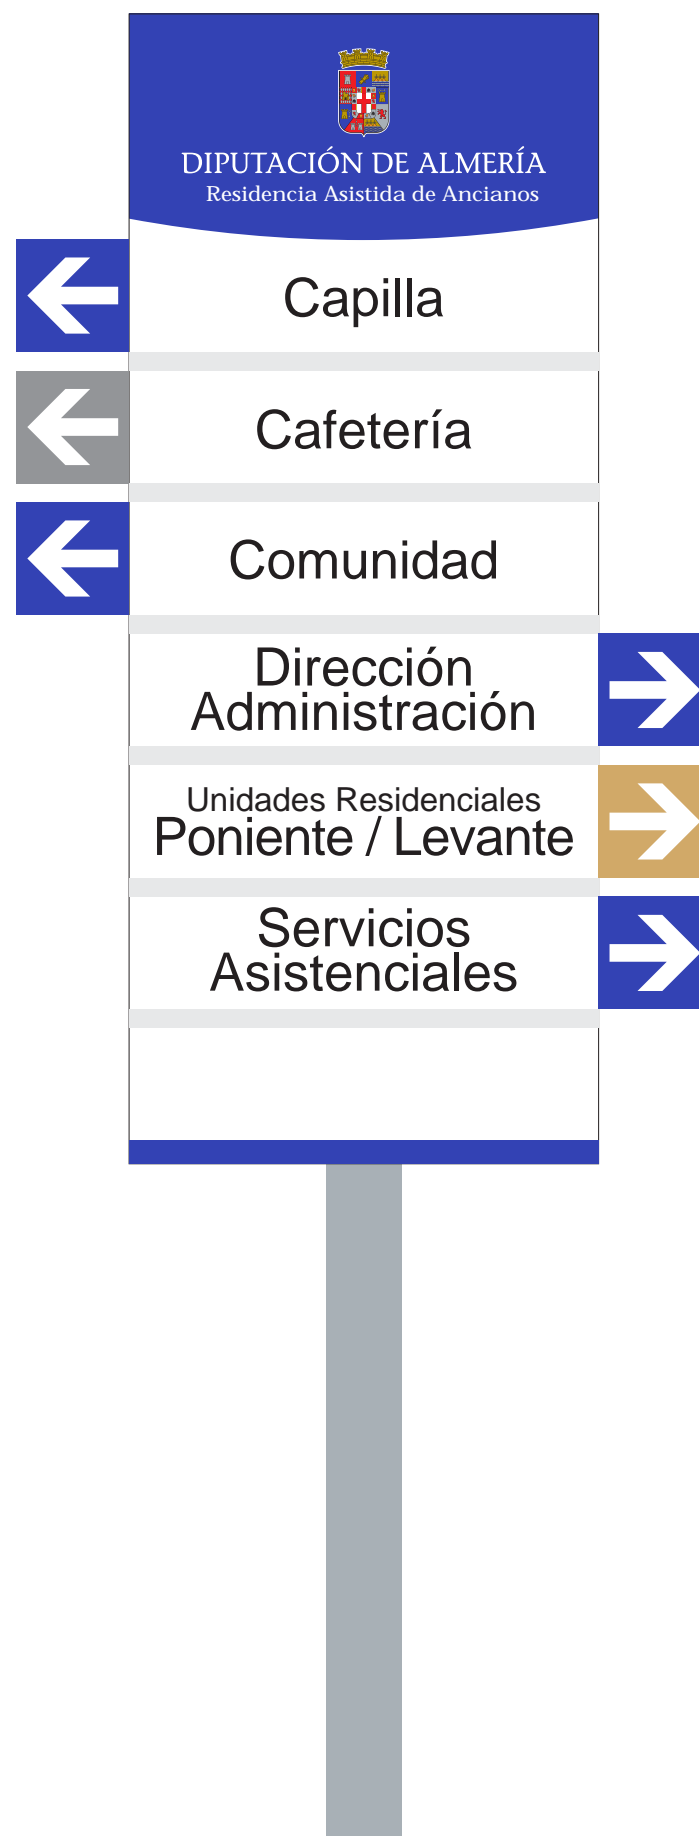 DIPUTACIÓN DE ALMERÍA
Residencia Asistida de Ancianos
Capilla
Cafetería
Comunidad
Dirección
Administración
Unidades Residenciales
Poniente / Levante
Servicios
Asistenciales